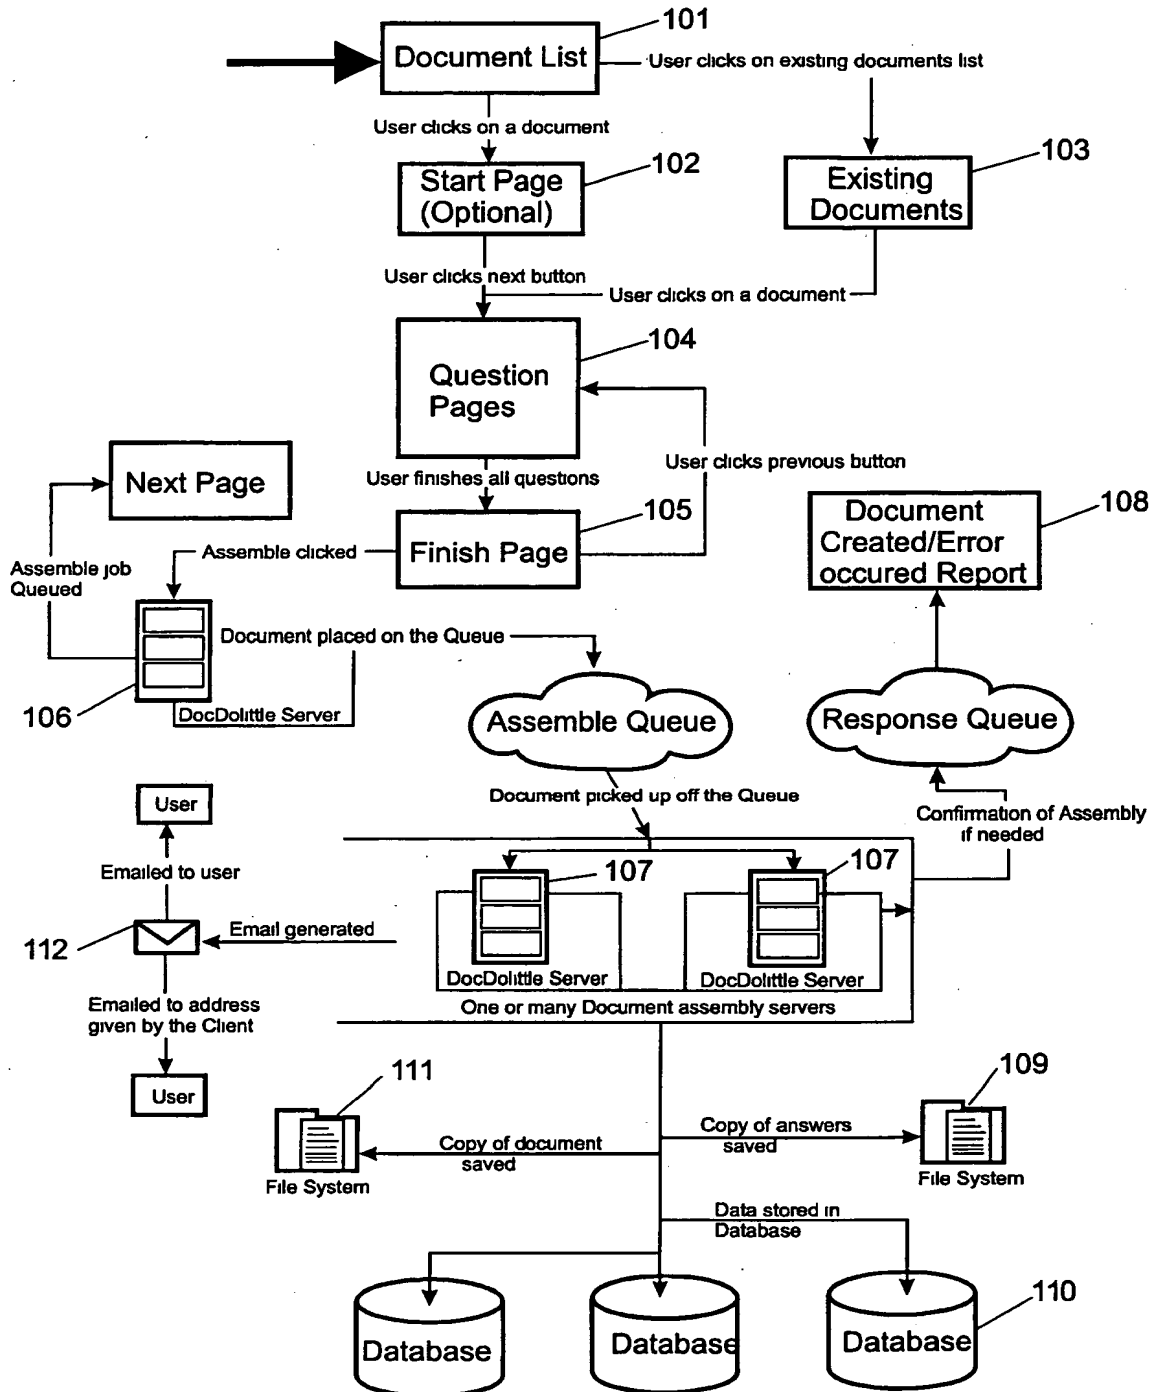 101
Document List
User clicks on existing documents list
User clicks on a document
102
Start Page
(Optional)
103
Existing
Documents
User clicks next button
User clicks on a document
104
Question
Pages
User clicks previous button
User finishes all questions
Next Page
105
Finish Page
Assemble clicked
Assemble job
Queued
108
Document
Created/Error
occured Report
Document placed on the Queue
106
DocDolittle Server
Assemble Queue
Response Queue
Document picked up off the Queue
Confirmation of Assembly
if needed
User
Emailed to user
107
107
112
Email generated
DocDolittle Server
DocDolittle Server
One or many Document assembly servers
Emailed to address
given by the Client
User
111
109
Copy of document
saved
Copy of answers
saved
File System
File System
Data stored in
Database
110
Database
Database
Database